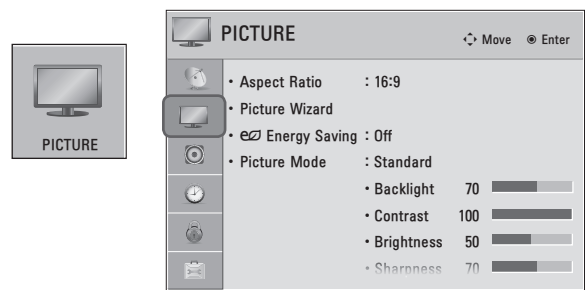 PICTURE
PICTURE
Move Enter
• Aspect Ratio : 16:9
• Picture Wizard
• Energy Saving : Off
• Picture Mode : Standard
• Backlight 70
• Contrast 100
• Brightness 50
• Sharpness 70